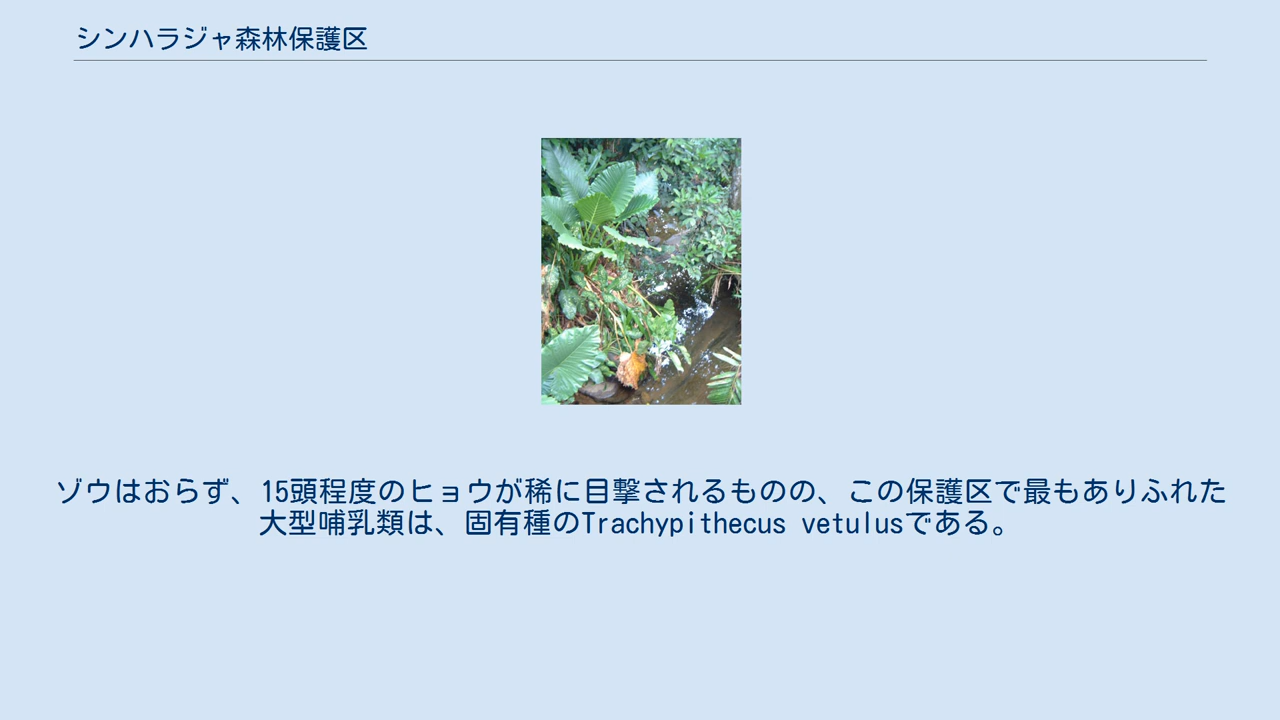 シンハラジャ森林保護区
ゾウはおらず、15頭程度のヒョウが稀に目撃されるものの、この保護区で最もありふれた
大型哺乳類は、固有種のTrachypithecus vetulusである。